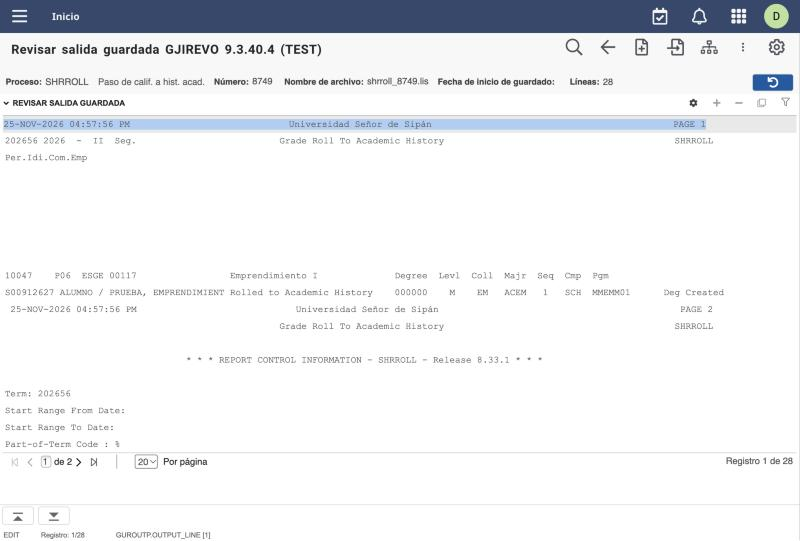 Inicio
D
Revisar salida guardada GJIREVO 9.3.40.4 (TEST)
Proceso: SHRROLL Paso de calif. a hist. acad. Número: 8749 Nombre de archivo: shrroll_8749.lis Fecha de inicio de guardado: Líneas: 28
REVISAR SALIDA GUARDADA
25-NOV-2026 04:57:56 PM Universidad Señor de Sipán PAGE 1
202656 2026 - II Seg. Grade Roll To Academic History SHRROLL
Per.Idi.Com.Emp
10047 P06 ESGE 00117 Emprendimiento I Degree Levl Coll Majr Seq Cmp Pgm
S00912627 ALUMNO / PRUEBA, EMPRENDIMIENT Rolled to Academic History 000000 M EM ACEM 1 SCH MMEMM01 Deg Created
25-NOV-2026 04:57:56 PM Universidad Señor de Sipán PAGE 2
Grade Roll To Academic History SHRROLL
* * * REPORT CONTROL INFORMATION - SHRROLL - Release 8.33.1 * * *
Term: 202656
Start Range From Date:
Start Range To Date:
Part-of-Term Code : %
1 de 2 20 Por página Registro 1 de 28
EDIT Registro: 1/28 GUROUTP.OUTPUT_LINE [1]